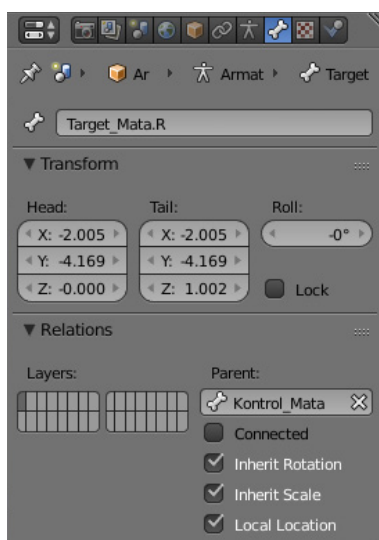 Ar Armat Target
Target_Mata.R
Transform
Head: Tail: Roll:
X: -2.005 X: -2.005 -0°
Y: -4.169 Y: -4.169
Z: -0.000 Z: 1.002 Lock
Relations
Layers: Parent:
Kontrol_Mata
Connected
Inherit Rotation
Inherit Scale
Local Location